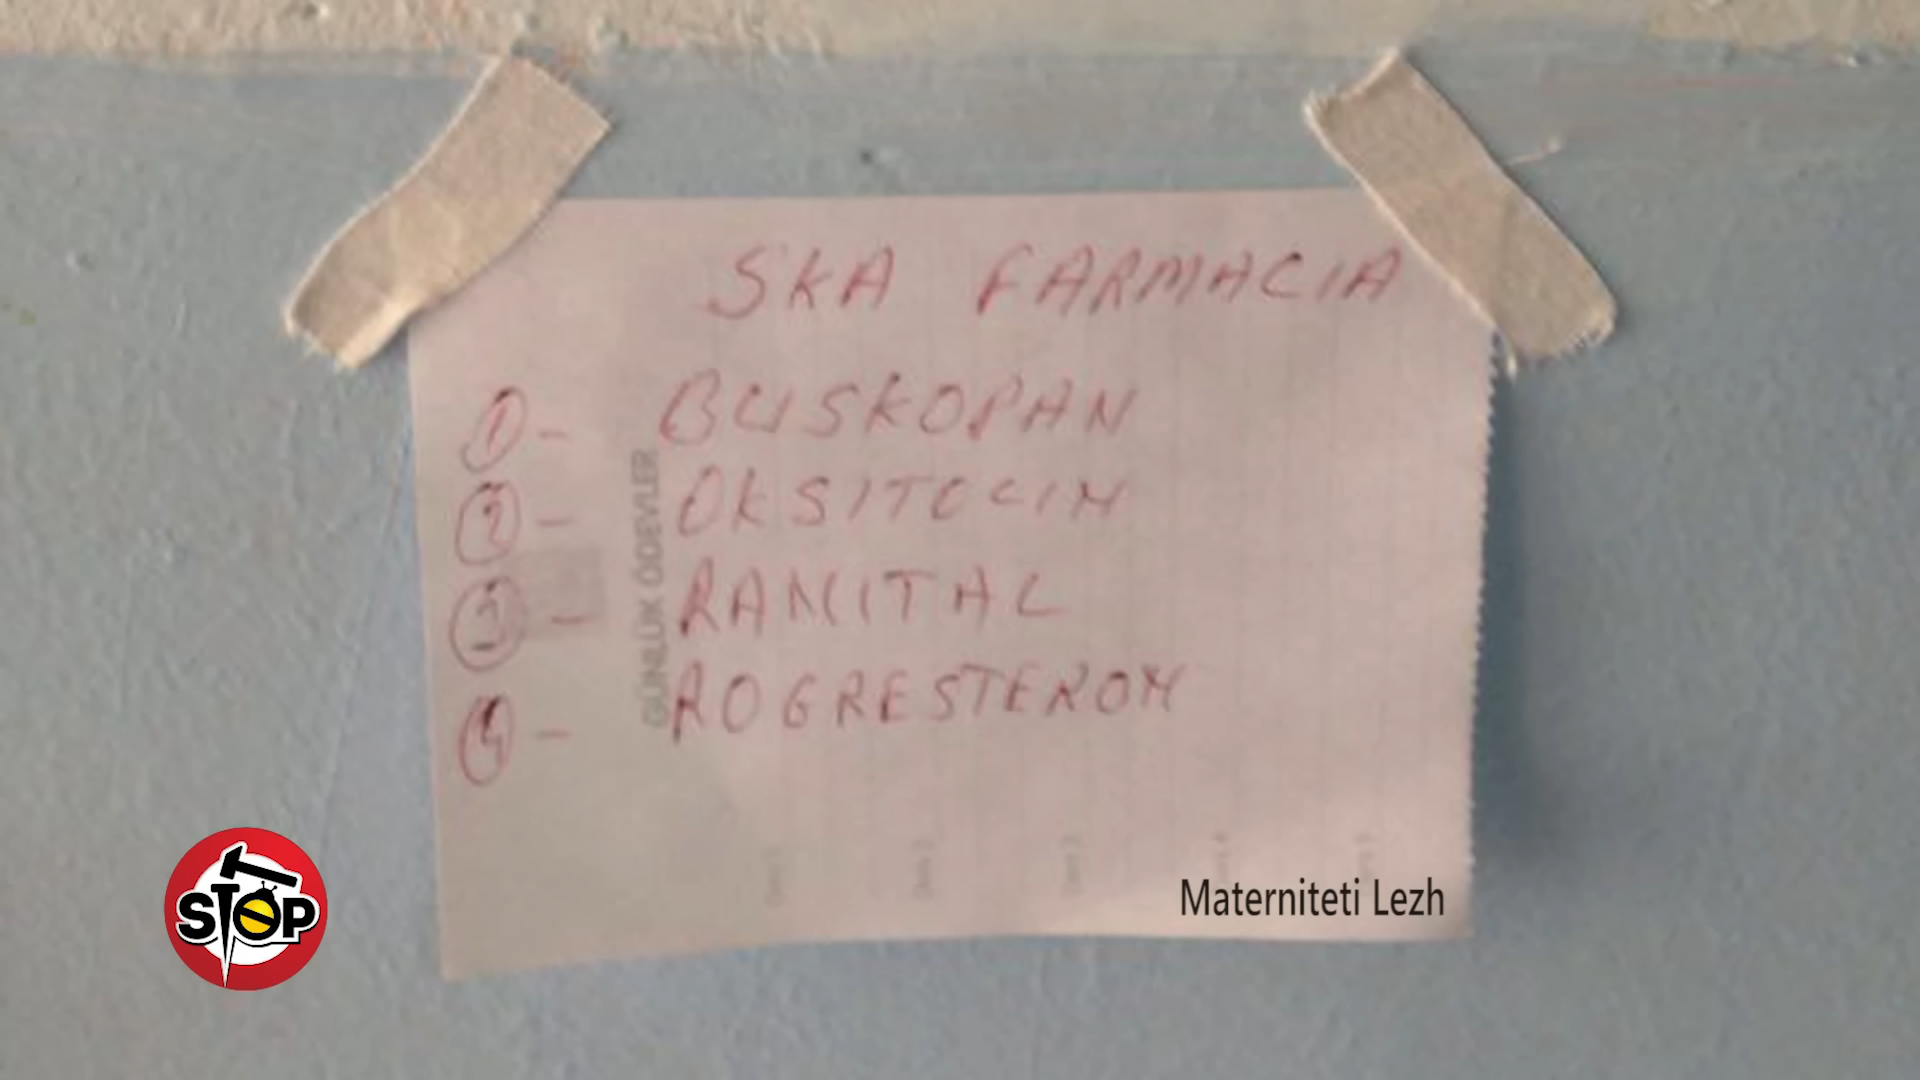 SKA FARMACIA
1- BUSKOPAN
2- OKSITOCIN
3- RANITAL
4- ROGRESTERON
GÜNLÜK ÖDEVLER
Materniteti Lezh
STOP